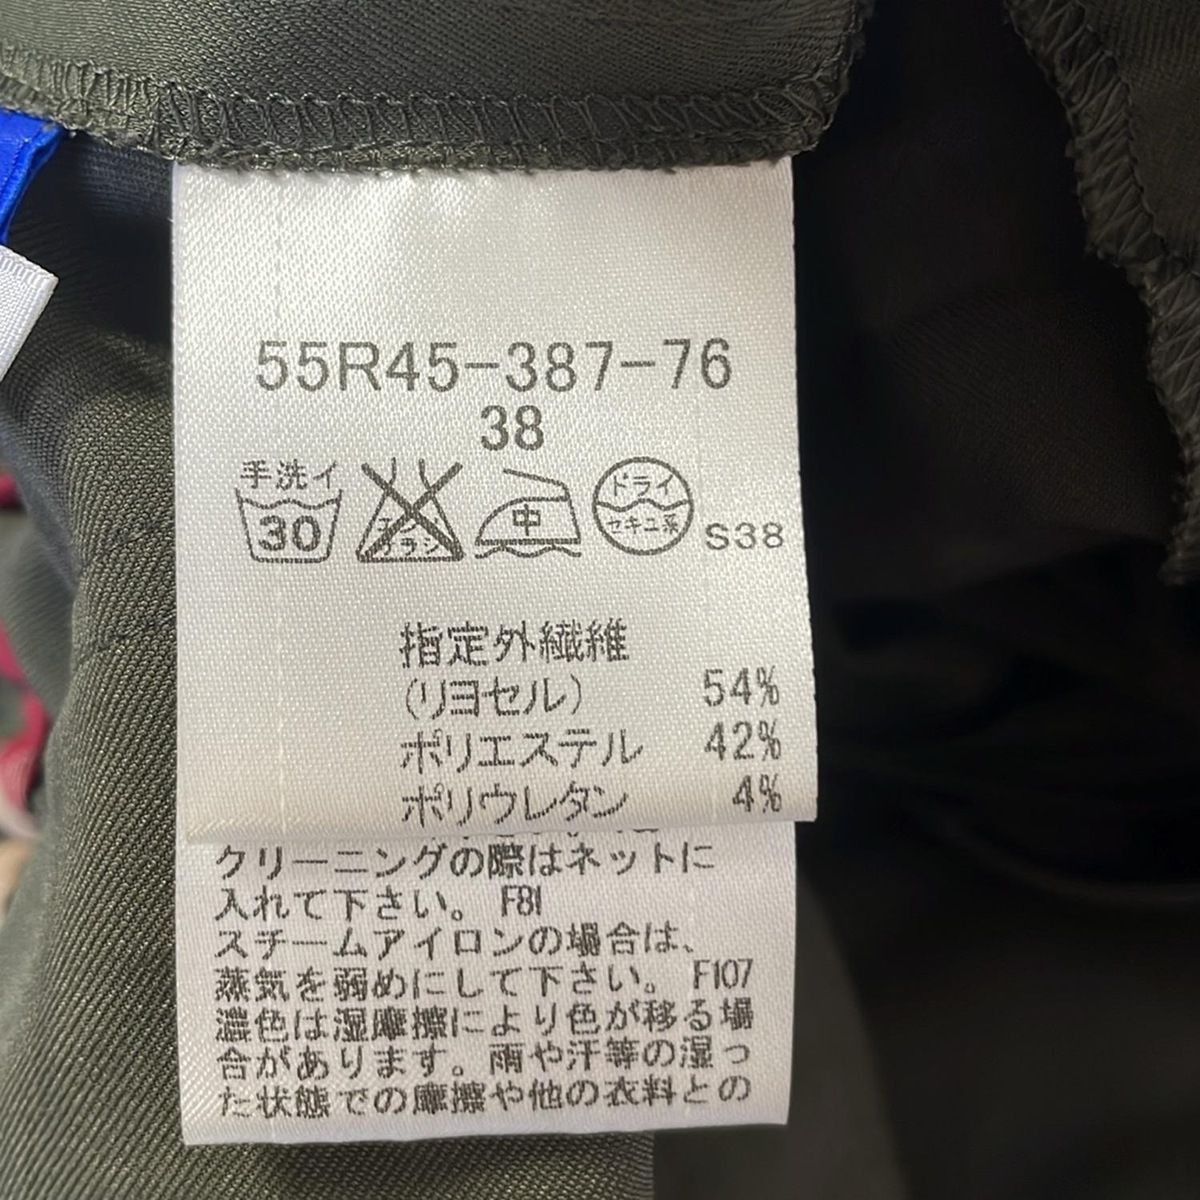 55R45-387-76
38
手洗イ
30
エンソ
サラシ
中
ドライ
セキユ系
S38
指定外繊維
(リヨセル) 54%
ポリエステル 42%
ポリウレタン 4%
クリーニングの際はネットに
入れて下さい。 F81
スチームアイロンの場合は、
蒸気を弱めにして下さい。 F107
濃色は湿摩擦により色が移る場
合があります。雨や汗等の湿っ
た状態での摩擦や他の衣料との